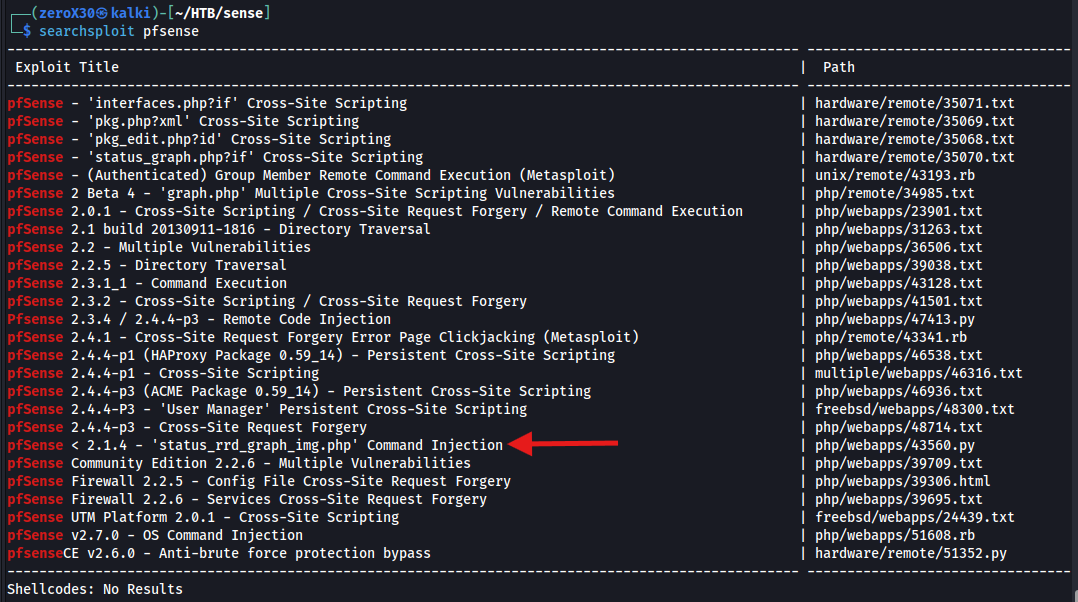 ┌──(zeroX30㉿kalki)-[~/HTB/sense]
└─$ searchsploit pfsense
---------------------------------------------------------------------------------------------------- ---------------------------------
 Exploit Title | Path
---------------------------------------------------------------------------------------------------- ---------------------------------
pfSense - 'interfaces.php?if' Cross-Site Scripting | hardware/remote/35071.txt
pfSense - 'pkg.php?xml' Cross-Site Scripting | hardware/remote/35069.txt
pfSense - 'pkg_edit.php?id' Cross-Site Scripting | hardware/remote/35068.txt
pfSense - 'status_graph.php?if' Cross-Site Scripting | hardware/remote/35070.txt
pfSense - (Authenticated) Group Member Remote Command Execution (Metasploit) | unix/remote/43193.rb
pfSense 2 Beta 4 - 'graph.php' Multiple Cross-Site Scripting Vulnerabilities | php/remote/34985.txt
pfSense 2.0.1 - Cross-Site Scripting / Cross-Site Request Forgery / Remote Command Execution | php/webapps/23901.txt
pfSense 2.1 build 20130911-1816 - Directory Traversal | php/webapps/31263.txt
pfSense 2.2 - Multiple Vulnerabilities | php/webapps/36506.txt
pfSense 2.2.5 - Directory Traversal | php/webapps/39038.txt
pfSense 2.3.1_1 - Command Execution | php/webapps/43128.txt
pfSense 2.3.2 - Cross-Site Scripting / Cross-Site Request Forgery | php/webapps/41501.txt
Pfsense 2.3.4 / 2.4.4-p3 - Remote Code Injection | php/webapps/47413.py
pfSense 2.4.1 - Cross-Site Request Forgery Error Page Clickjacking (Metasploit) | php/remote/43341.rb
pfSense 2.4.4-p1 (HAProxy Package 0.59_14) - Persistent Cross-Site Scripting | php/webapps/46538.txt
pfSense 2.4.4-p1 - Cross-Site Scripting | multiple/webapps/46316.txt
pfSense 2.4.4-p3 (ACME Package 0.59_14) - Persistent Cross-Site Scripting | php/webapps/46936.txt
pfSense 2.4.4-P3 - 'User Manager' Persistent Cross-Site Scripting | freebsd/webapps/48300.txt
pfSense 2.4.4-p3 - Cross-Site Request Forgery | php/webapps/48714.txt
pfSense < 2.1.4 - 'status_rrd_graph_img.php' Command Injection | php/webapps/43560.py
pfSense Community Edition 2.2.6 - Multiple Vulnerabilities | php/webapps/39709.txt
pfSense Firewall 2.2.5 - Config File Cross-Site Request Forgery | php/webapps/39306.html
pfSense Firewall 2.2.6 - Services Cross-Site Request Forgery | php/webapps/39695.txt
pfSense UTM Platform 2.0.1 - Cross-Site Scripting | freebsd/webapps/24439.txt
pfSense v2.7.0 - OS Command Injection | php/webapps/51608.rb
pfsenseCE v2.6.0 - Anti-brute force protection bypass | hardware/remote/51352.py
---------------------------------------------------------------------------------------------------- ---------------------------------
Shellcodes: No Results